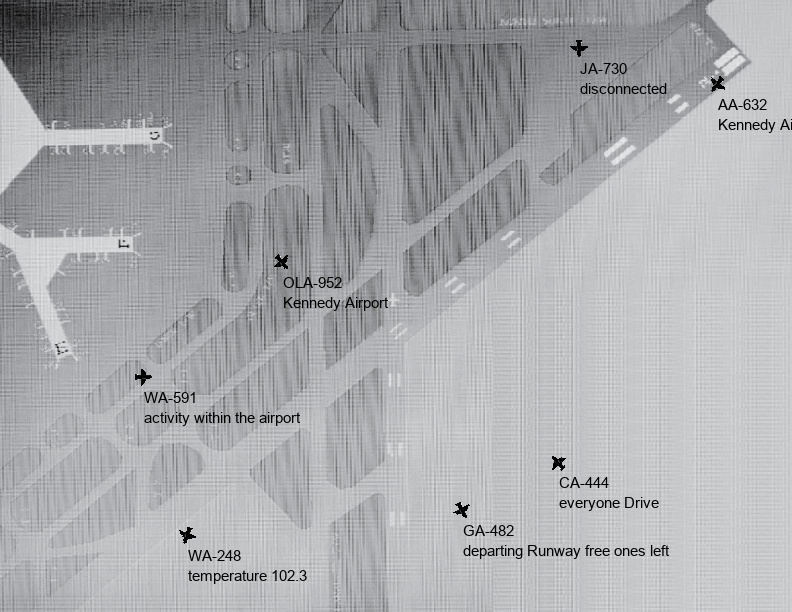 JA-730
disconnected
AA-632
Kennedy Ai
OLA-952
Kennedy Airport
WA-591
activity within the airport
CA-444
everyone Drive
GA-482
departing Runway free ones left
WA-248
temperature 102.3